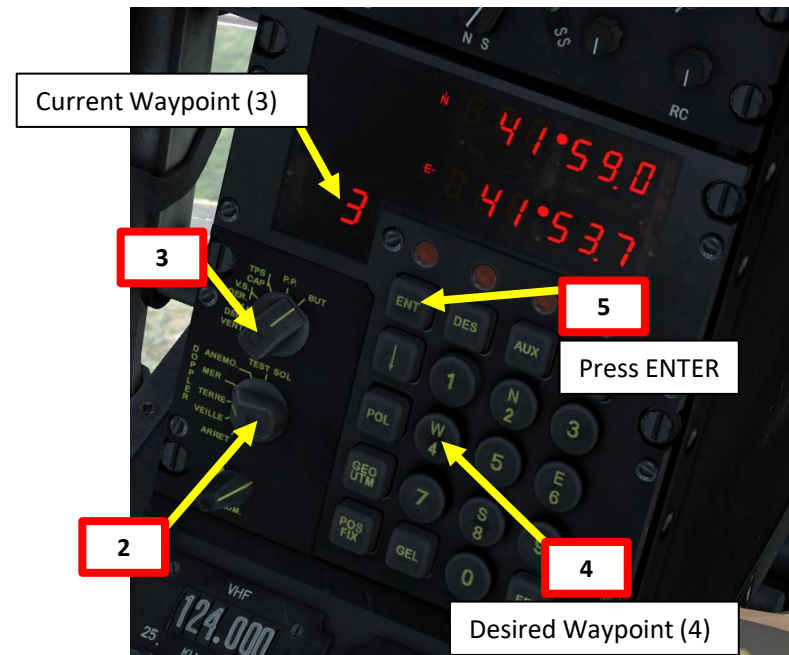 Current Waypoint (3)
N S
SS
RC
N 41°59.0
E 41°53.7
3
3
TPS
CAP
P.P.
BUT
V.S.
DER.
VENT
DOPPLER
ANEMO.
TEST SOL
MER
TERRE
VEILLE
ARRET
ENT
DES
AUX
5
Press ENTER
↓
1
N
2
3
POL
W
4
5
E
6
GEO
UTM
7
S
8
POS
FIX
GEL
0
2
4
VHF
124.000
25.
Desired Waypoint (4)